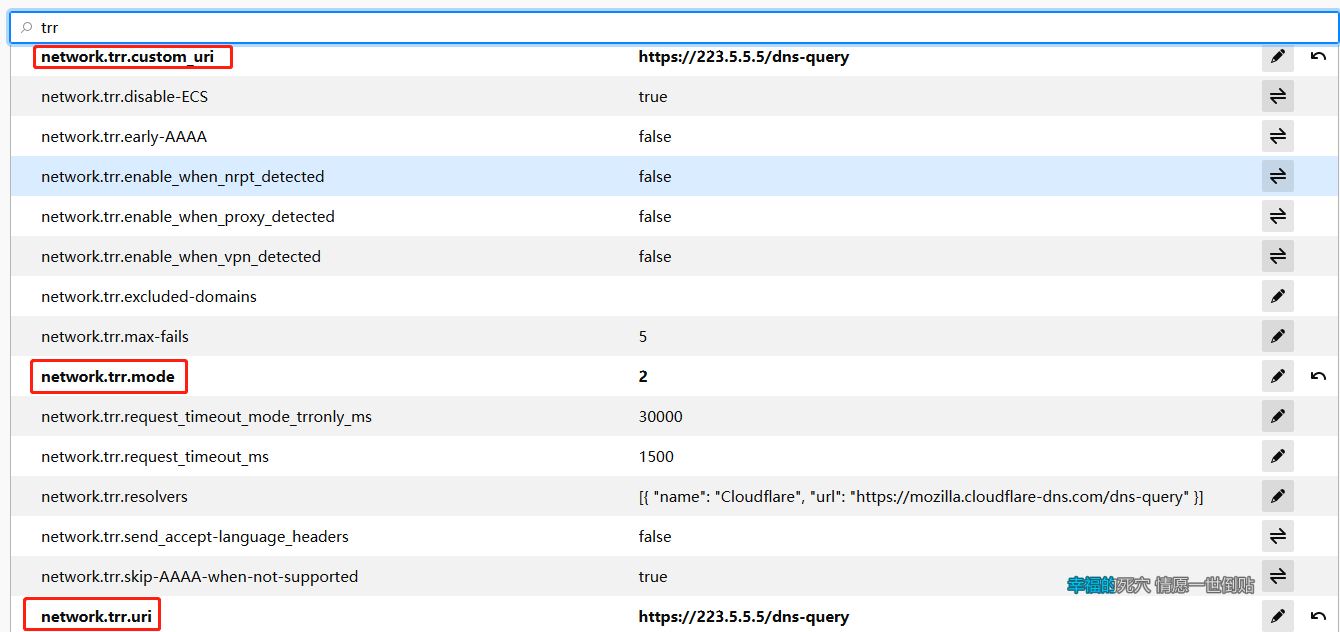 trr
network.trr.custom_uri https://223.5.5.5/dns-query
network.trr.disable-ECS true
network.trr.early-AAAA false
network.trr.enable_when_nrpt_detected false
network.trr.enable_when_proxy_detected false
network.trr.enable_when_vpn_detected false
network.trr.excluded-domains
network.trr.max-fails 5
network.trr.mode 2
network.trr.request_timeout_mode_trronly_ms 30000
network.trr.request_timeout_ms 1500
network.trr.resolvers [{ "name": "Cloudflare", "url": "https://mozilla.cloudflare-dns.com/dns-query" }]
network.trr.send_accept-language_headers false
network.trr.skip-AAAA-when-not-supported true
幸福的死穴 情愿一世倒贴
network.trr.uri https://223.5.5.5/dns-query